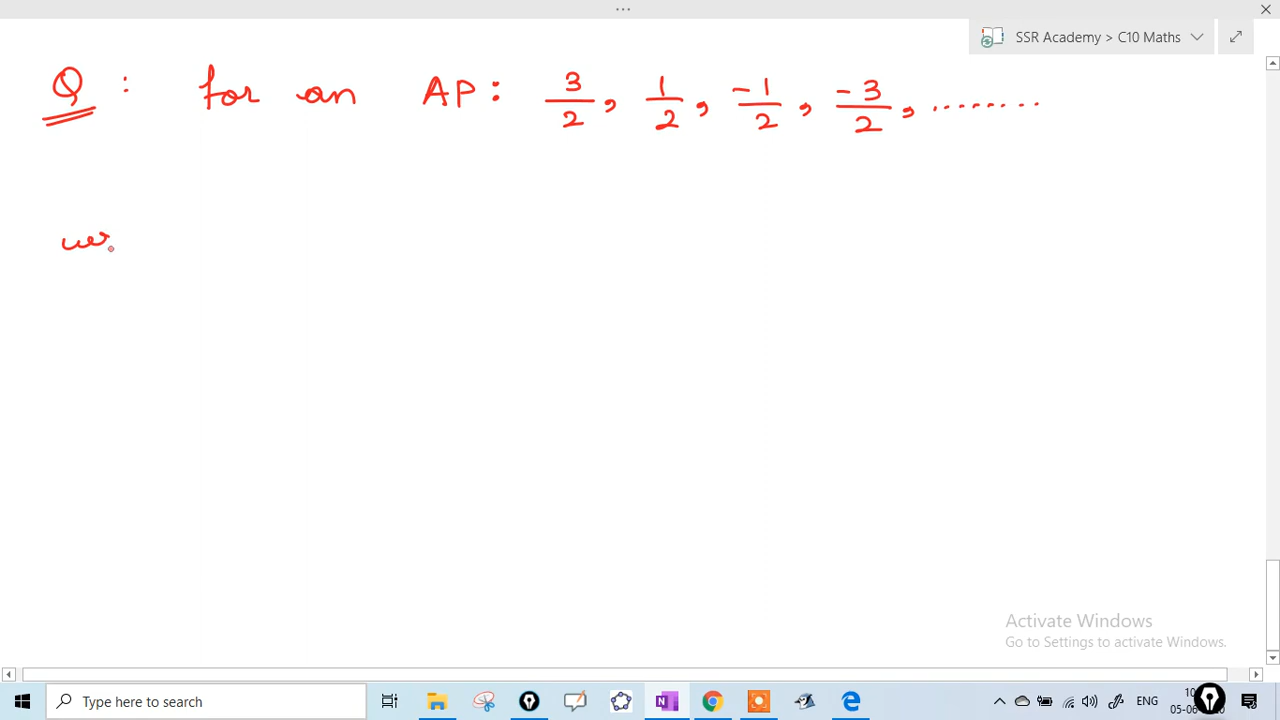 ...
SSR Academy > C10 Maths
Q : for an AP: 3/2, 1/2, -1/2, -3/2, ........
Activate Windows
Go to Settings to activate Windows.
Type here to search
ENG